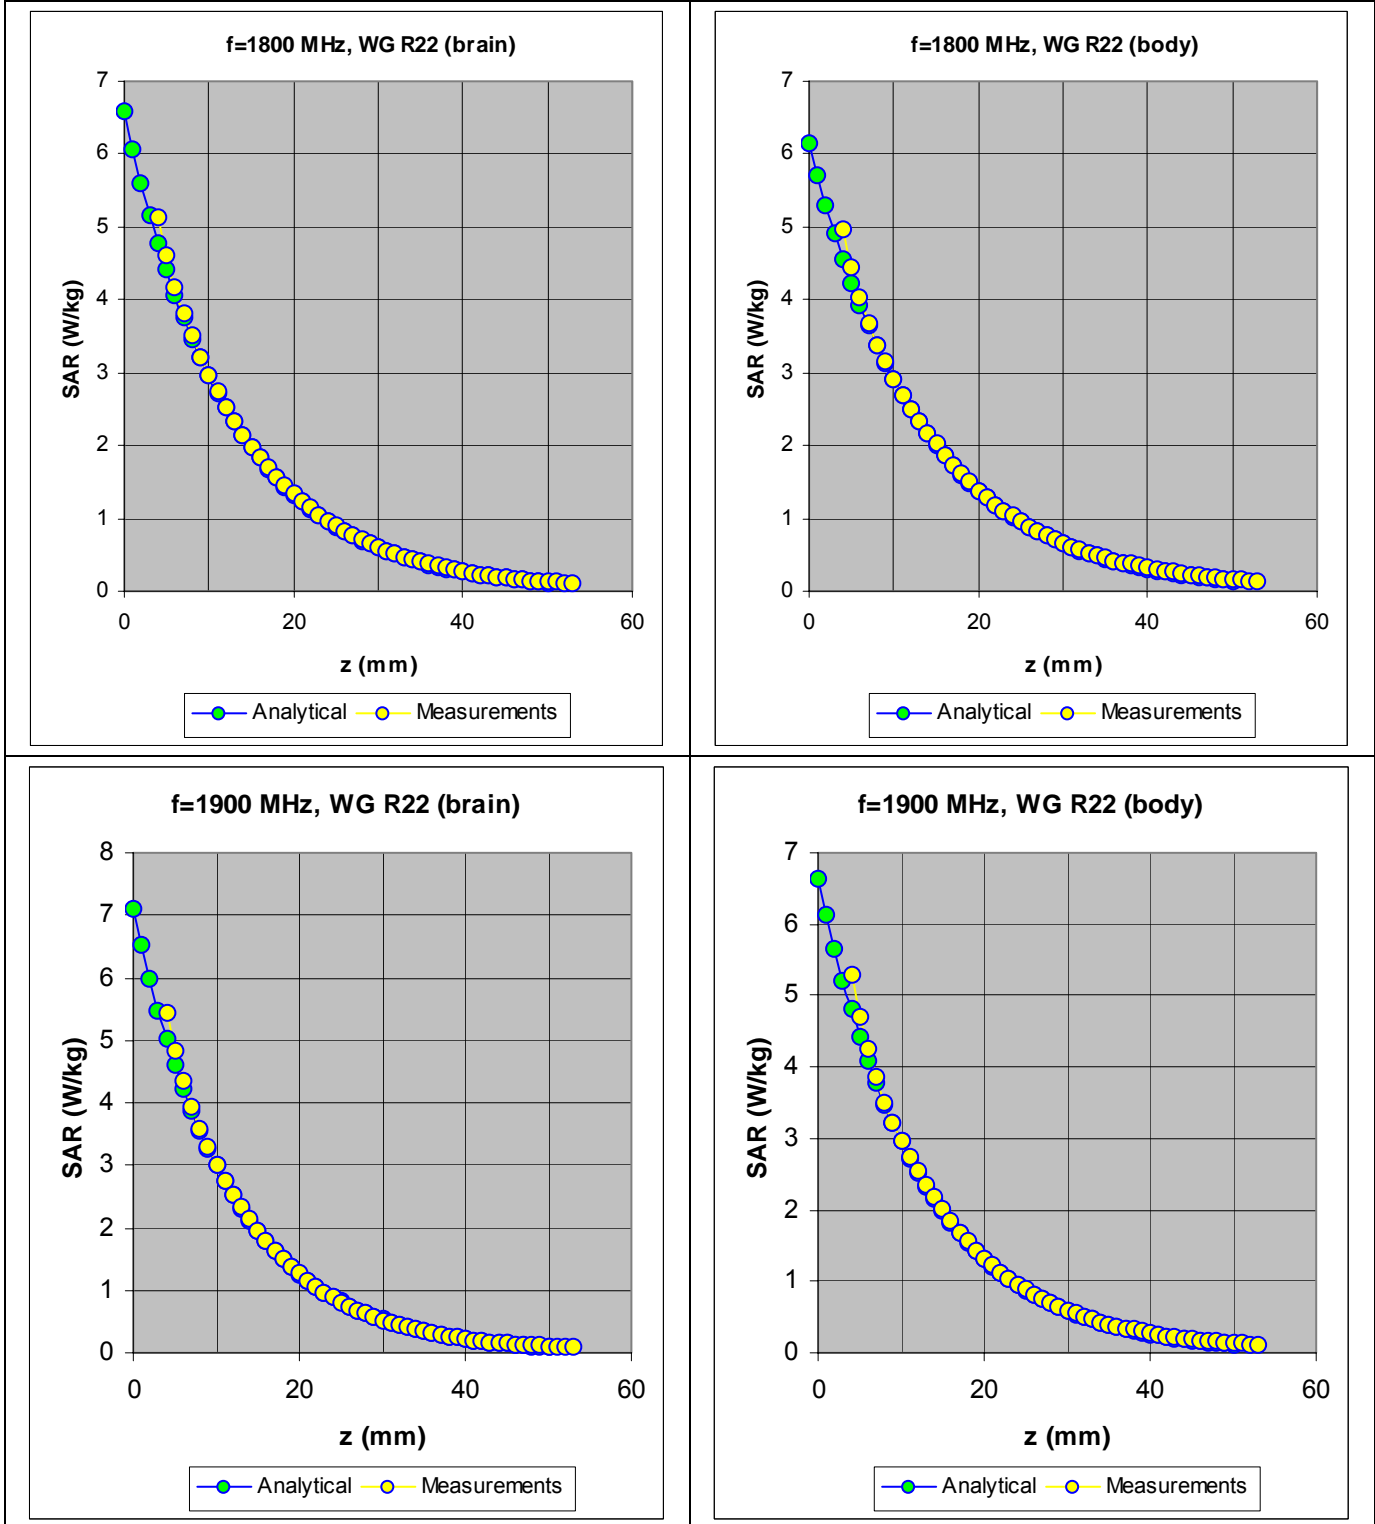 f=1800 MHz, WG R22 (brain)
7
6
5
4
3
2
1
0
SAR (W/kg)
0 20 40 60
z (mm)
Analytical Measurements
f=1800 MHz, WG R22 (body)
7
6
5
4
3
2
1
0
SAR (W/kg)
0 20 40 60
z (mm)
Analytical Measurements
f=1900 MHz, WG R22 (brain)
8
7
6
5
4
3
2
1
0
SAR (W/kg)
0 20 40 60
z (mm)
Analytical Measurements
f=1900 MHz, WG R22 (body)
7
6
5
4
3
2
1
0
SAR (W/kg)
0 20 40 60
z (mm)
Analytical Measurements